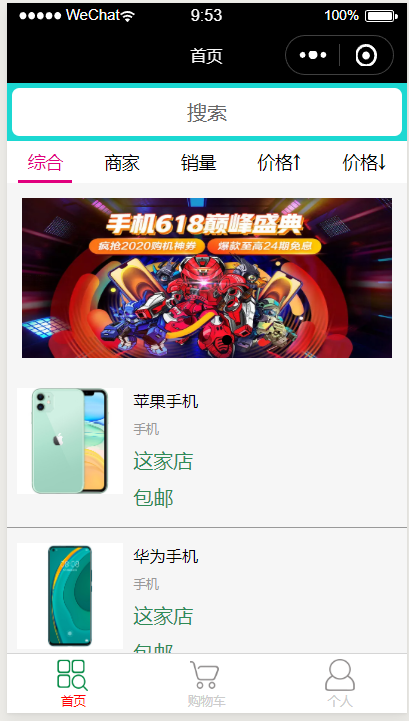 WeChat 9:53 100%
首页
搜索
综合 商家 销量 价格↑ 价格↓
手机618巅峰盛典
疯抢2020购机神券 爆款至高24期免息
苹果手机
手机
这家店
包邮
华为手机
手机
这家店
包邮
首页 购物车 个人